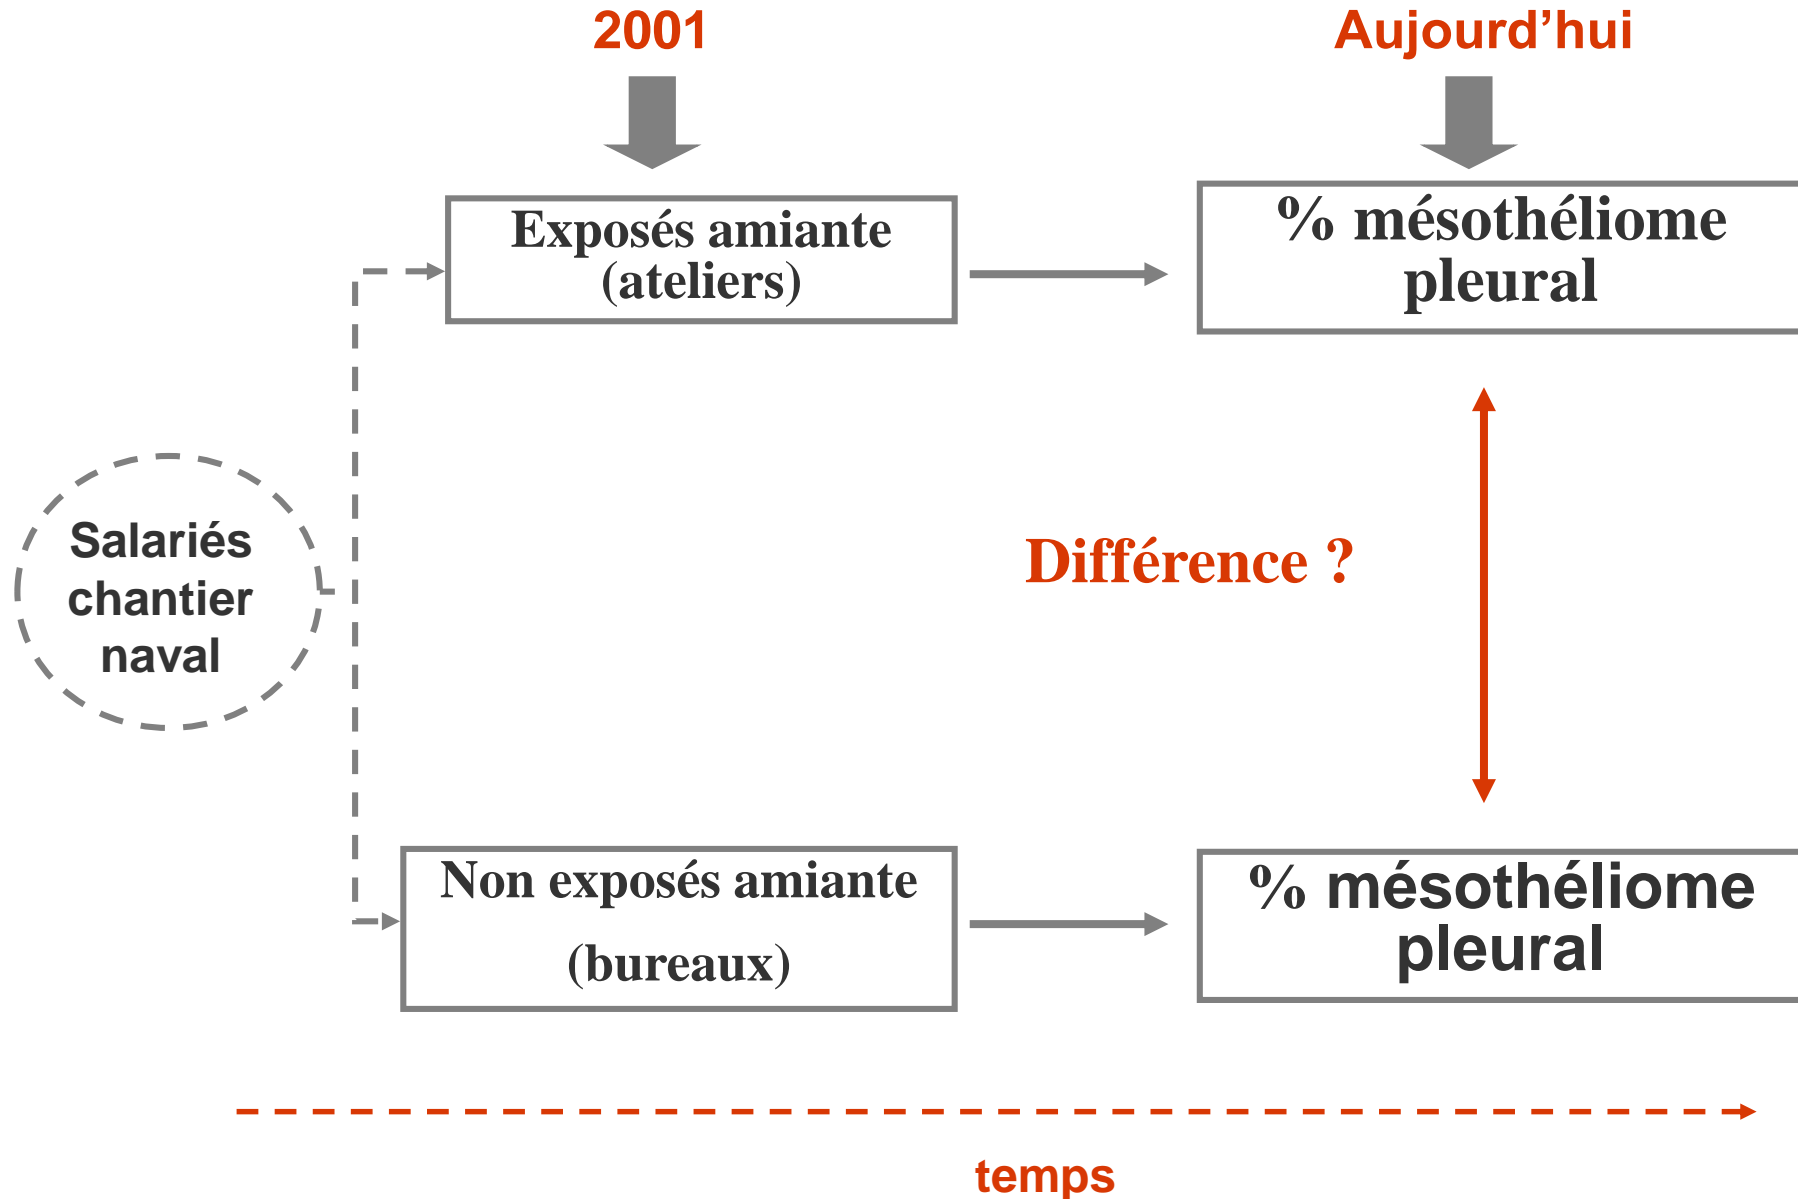 2001
Aujourd’hui
Exposés amiante
(ateliers)
% mésothéliome
pleural
Salariés
chantier
naval
Différence ?
Non exposés amiante
(bureaux)
% mésothéliome
pleural
temps